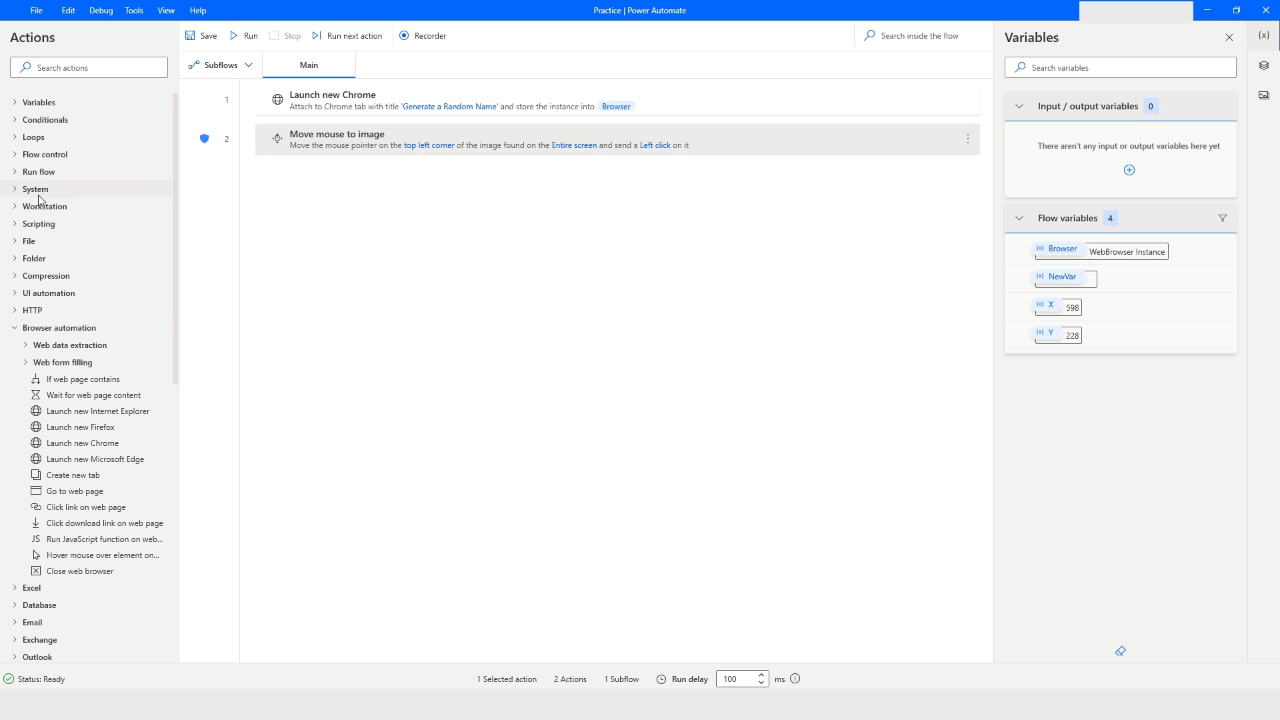 File Edit Debug Tools View Help Practice | Power Automate
Actions
Search actions
Variables
Conditionals
Loops
Flow control
Run flow
System
Workstation
Scripting
File
Folder
Compression
UI automation
HTTP
Browser automation
Web data extraction
Web form filling
If web page contains
Wait for web page content
Launch new Internet Explorer
Launch new Firefox
Launch new Chrome
Launch new Microsoft Edge
Create new tab
Go to web page
Click link on web page
Click download link on web page
JS Run JavaScript function on web...
Hover mouse over element on...
Close web browser
Excel
Database
Email
Exchange
Outlook
Save Run Stop Run next action Recorder Search inside the flow
Subflows Main
1 Launch new Chrome
Attach to Chrome tab with title 'Generate a Random Name' and store the instance into Browser
2 Move mouse to image
Move the mouse pointer on the top left corner of the image found on the Entire screen and send a Left click on it
Variables
{x}
Search variables
Input / output variables 0
There aren't any input or output variables here yet
Flow variables 4
(x) Browser WebBrowser Instance
(x) NewVar
(x) X 598
(x) Y 228
Status: Ready 1 Selected action 2 Actions 1 Subflow Run delay 100 ms